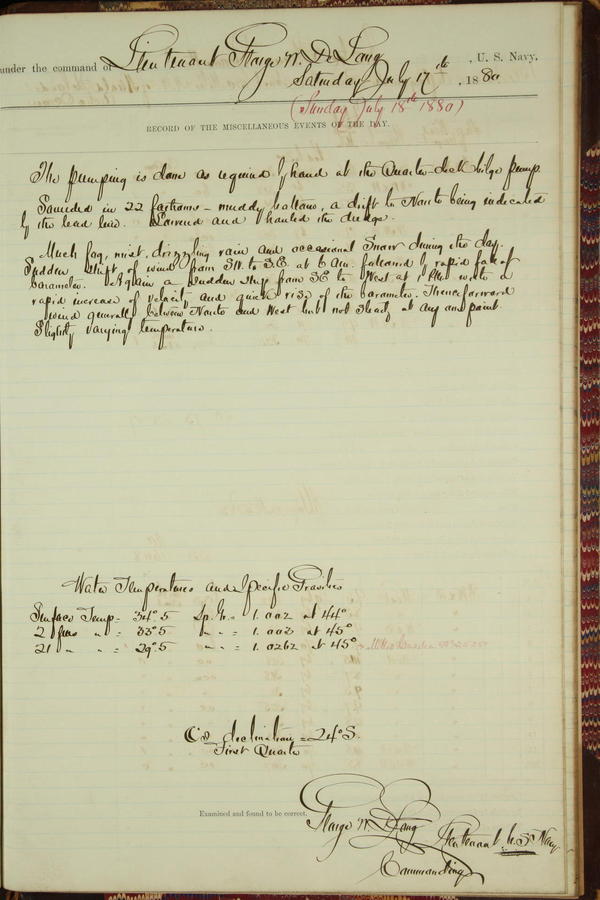 under the command of Lieutenant George W. De Long, U. S. Navy.
Saturday July 17th, 1880
(Sunday July 18th 1880)
RECORD OF THE MISCELLANEOUS EVENTS OF THE DAY.
The pumping is done as required by hand at the Quarter-deck bilge pump.
Sounded in 22 fathoms - muddy bottom, a drift to North being indicated
by the lead line. Lowered and hauled the dredge.
Much fog, mist, drizzling rain and occasional Snow during the day.
Sudden shift of wind from SW. to S.E. at 6 am. followed by rapid fall of
barometer. Again a sudden shift from SE to West at with a
rapid increase of velocity and quick rise of the barometer. Thenceforward
wind generally between North and West but not steady at any one point.
Slightly varying temperature.
Water Temperatures and Specific Gravities
Surface Temp = 34°.5 Sp. Gr. = 1.002 at 44°
2 fms " " = 33°.5 " " = 1.003 at 45°
21 " " = 29°.5 " " = 1.0262 at 45°
declination = 24° S.
First Quarter
Examined and found to be correct.
George W. De Long Lieutenant U.S. Navy
Commanding